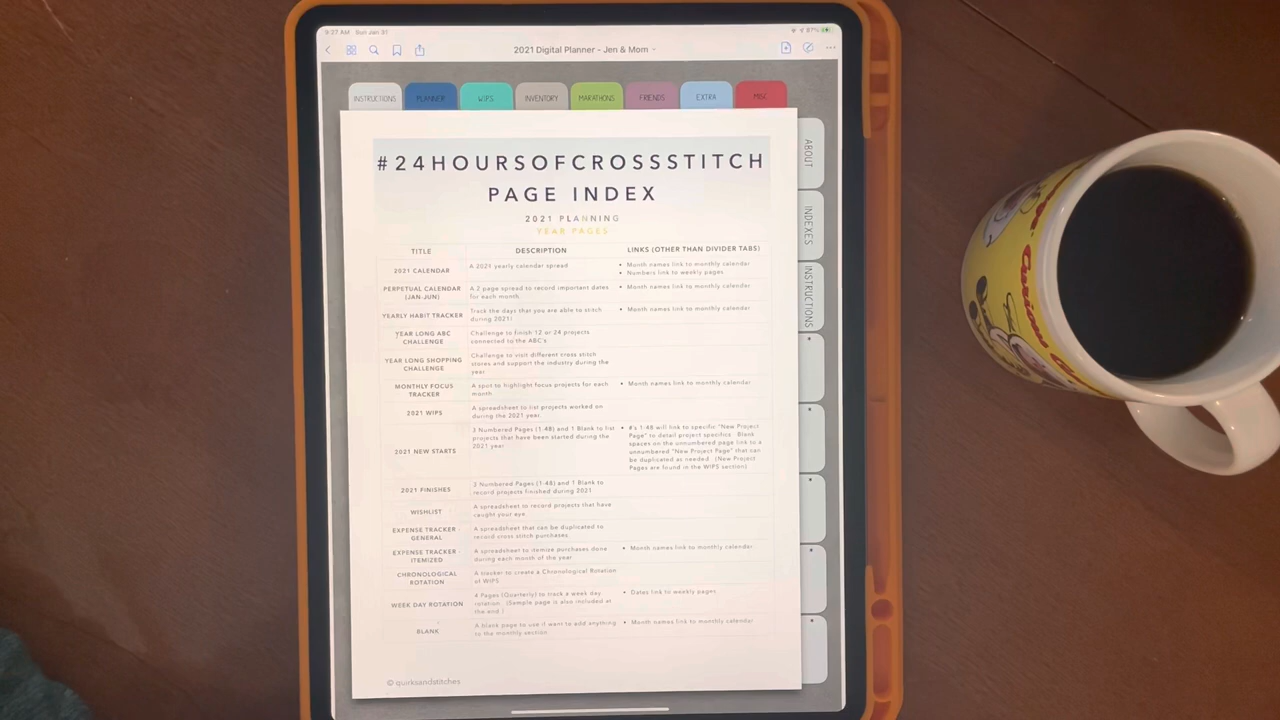 9:27 AM Sun Jan 31
87%
2021 Digital Planner - Jen & Mom
INSTRUCTIONS PLANNER WIPS INVENTORY MARATHONS FRIENDS EXTRA MISC
#24HOURSOFCROSSSTITCH
PAGE INDEX
2021 PLANNING
YEAR PAGES
TITLE DESCRIPTION LINKS (OTHER THAN DIVIDER TABS)
2021 CALENDAR
A 2021 yearly calendar spread
• Month names link to monthly calendar
• Numbers link to weekly pages
PERPETUAL CALENDAR
(JAN-JUN)
A 2 page spread to record important dates
for each month
• Month names link to monthly calendar
YEARLY HABIT TRACKER
Track the days that you are able to stitch
during 2021!
• Month names link to monthly calendar
YEAR LONG ABC
CHALLENGE
Challenge to finish 12 or 24 projects
connected to the ABC's
YEAR LONG SHOPPING
CHALLENGE
Challenge to visit different cross stitch
stores and support the industry during the
year
MONTHLY FOCUS
TRACKER
A spot to highlight focus projects for each
month
• Month names link to monthly calendar
2021 WIPS
A spreadsheet to list projects worked on
during the 2021 year
2021 NEW STARTS
3 Numbered Pages (1-48) and 1 Blank to list
projects that have been started during the
2021 year
• #'s 1-48 will link to specific "New Project
Page" to detail project specifics. Blank
spaces on the unnumbered page link to a
unnumbered "New Project Page" that can
be duplicated as needed. (New Project
Pages are found in the WIPS section)
2021 FINISHES
3 Numbered Pages (1-48) and 1 Blank to
record projects finished during 2021
WISHLIST
A spreadsheet to record projects that have
caught your eye
EXPENSE TRACKER -
GENERAL
A spreadsheet that can be duplicated to
record cross stitch purchases
EXPENSE TRACKER -
ITEMIZED
A spreadsheet to itemize purchases done
during each month of the year
• Month names link to monthly calendar
CHRONOLOGICAL
ROTATION
A tracker to create a Chronological Rotation
of WIPS
WEEK DAY ROTATION
4 Pages (Quarterly) to track a week day
rotation. (Sample page is also included at
the end.)
• Dates link to weekly pages
BLANK
A blank page to use if want to add anything
to the monthly section
• Month names link to monthly calendar
© quirksandstitches
ABOUT
INDEXES
INSTRUCTIONS
*
*
*
*
*
Curious